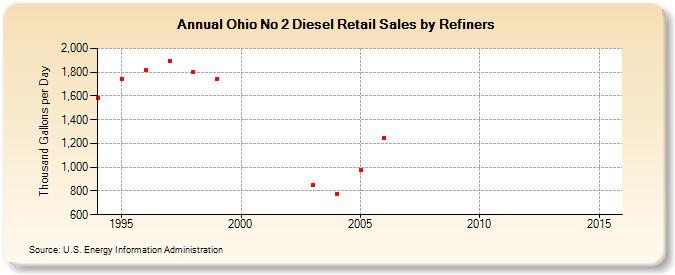 Annual Ohio No 2 Diesel Retail Sales by Refiners
Thousand Gallons per Day
2,000
1,800
1,600
1,400
1,200
1,000
800
600
1995 2000 2005 2010 2015
Source: U.S. Energy Information Administration